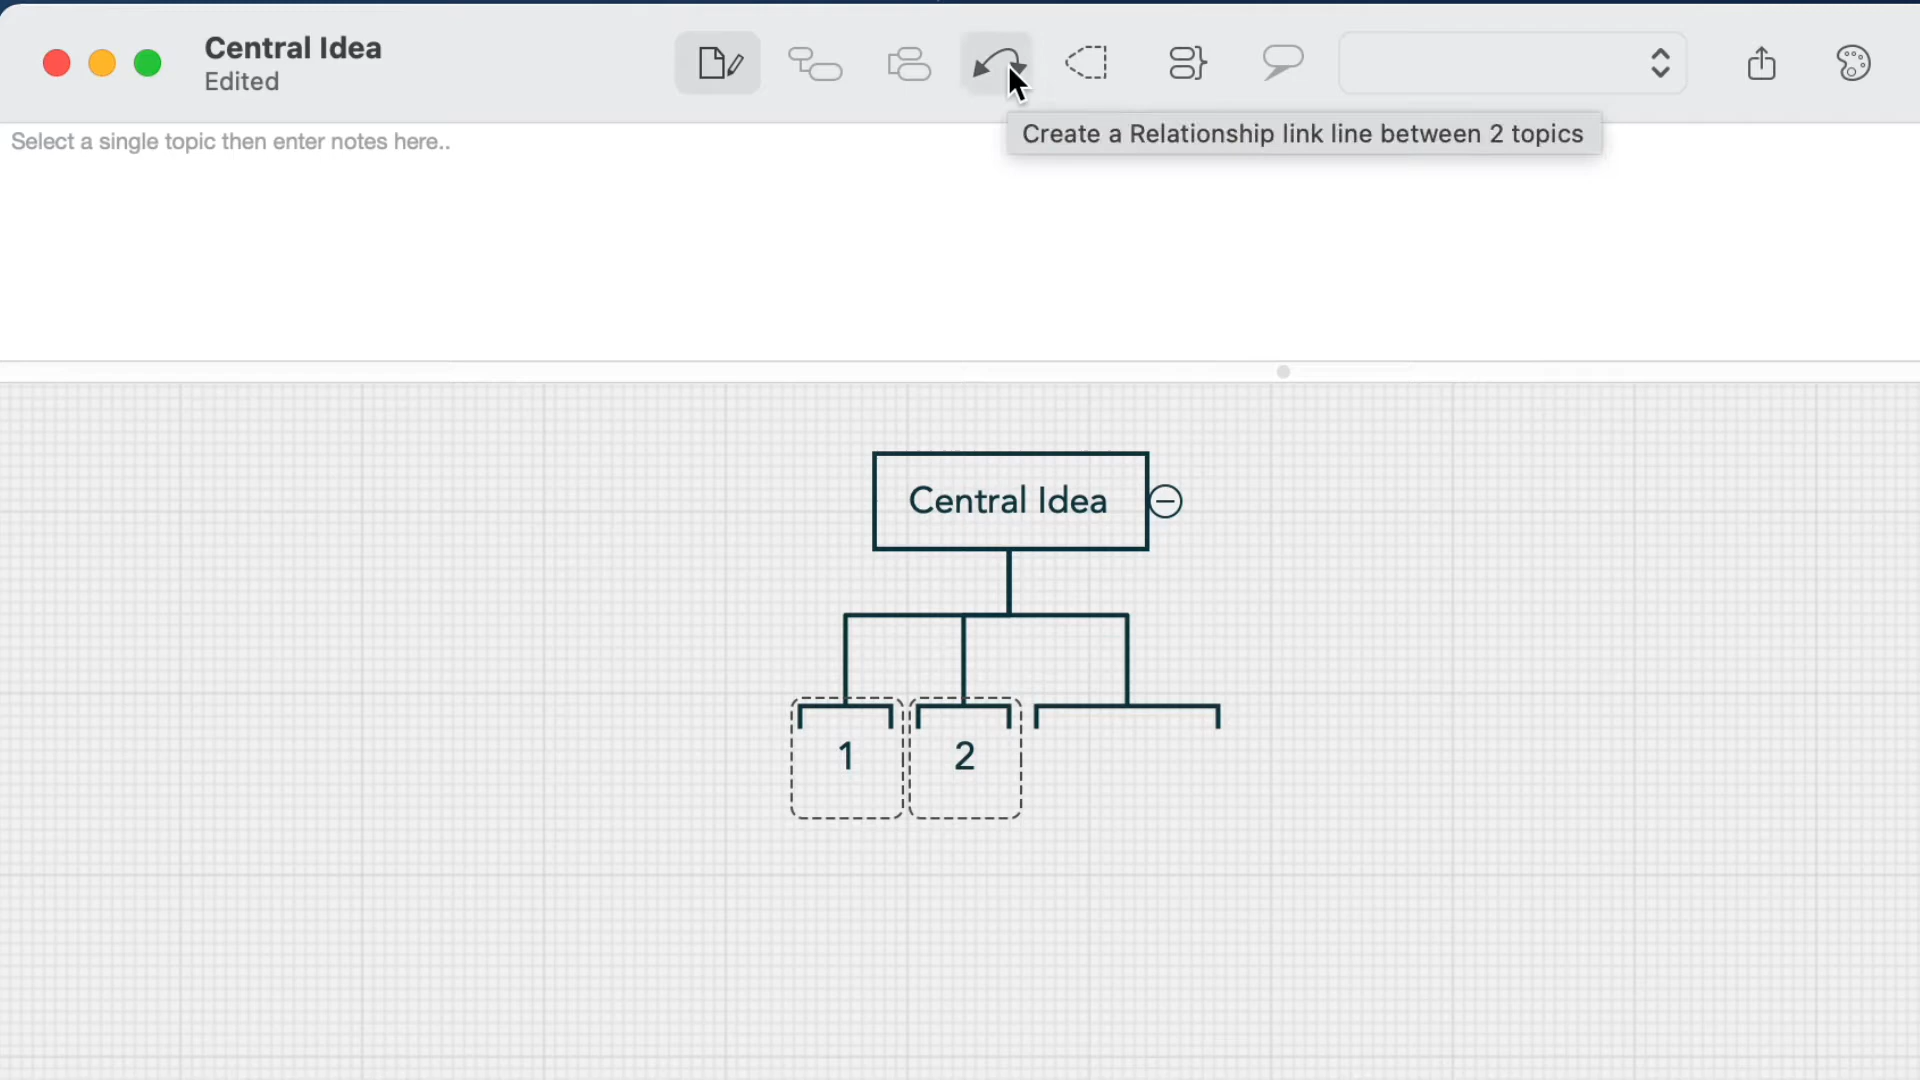 Central Idea
Edited
Create a Relationship link line between 2 topics
Select a single topic then enter notes here..
Central Idea
1
2